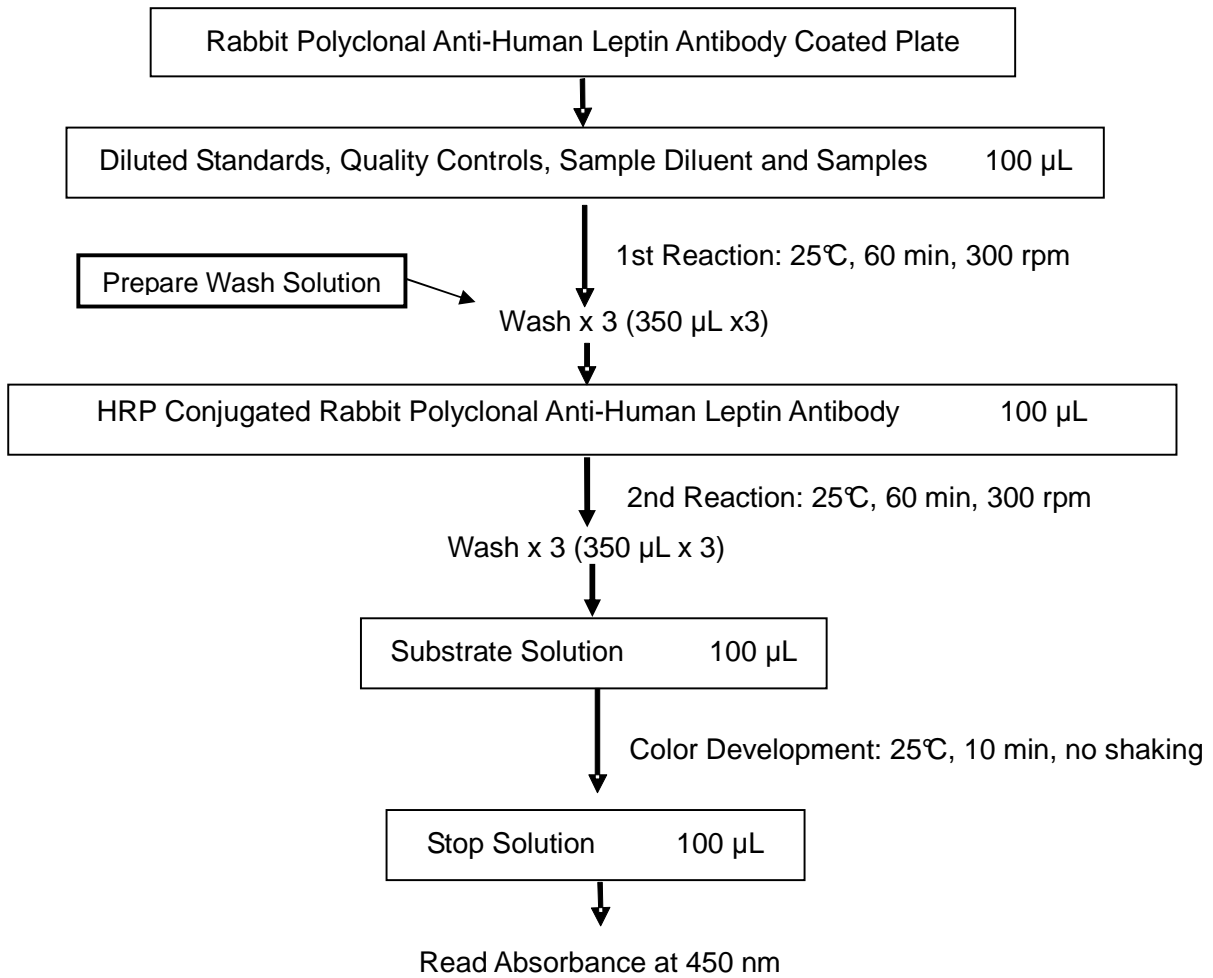 Rabbit Polyclonal Anti-Human Leptin Antibody Coated Plate
Diluted Standards, Quality Controls, Sample Diluent and Samples 100 µL
1st Reaction: 25℃, 60 min, 300 rpm
Prepare Wash Solution
Wash x 3 (350 µL x3)
HRP Conjugated Rabbit Polyclonal Anti-Human Leptin Antibody 100 µL
2nd Reaction: 25℃, 60 min, 300 rpm
Wash x 3 (350 µL x 3)
Substrate Solution 100 µL
Color Development: 25℃, 10 min, no shaking
Stop Solution 100 µL
Read Absorbance at 450 nm